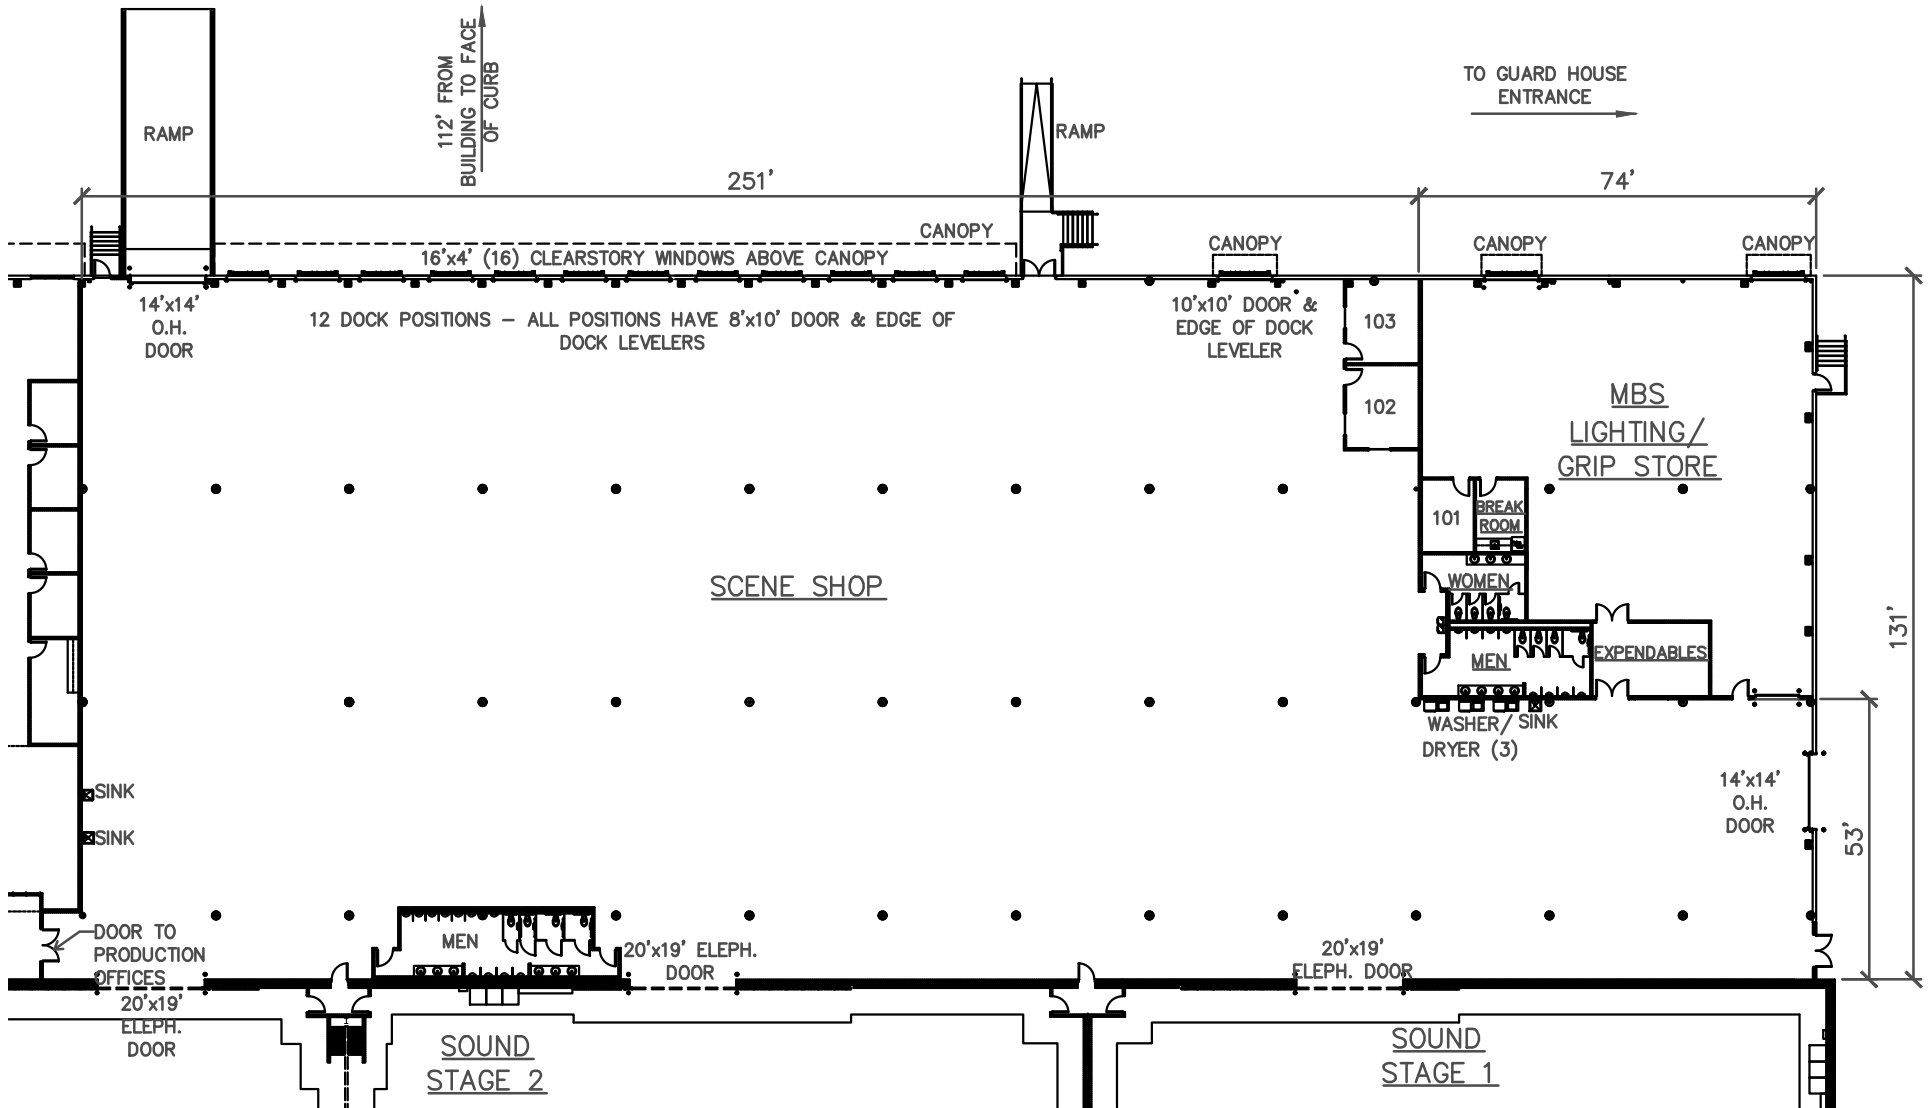 112' FROM
BUILDING TO FACE
OF CURB
TO GUARD HOUSE
ENTRANCE
RAMP
RAMP
251'
74'
CANOPY
CANOPY
CANOPY
CANOPY
16'x4' (16) CLEARSTORY WINDOWS ABOVE CANOPY
14'x14'
O.H.
DOOR
12 DOCK POSITIONS – ALL POSITIONS HAVE 8'x10' DOOR & EDGE OF
DOCK LEVELERS
10'x10' DOOR &
EDGE OF DOCK
LEVELER
103
102
MBS
LIGHTING/
GRIP STORE
101
BREAK
ROOM
SCENE SHOP
WOMEN
MEN
EXPENDABLES
131'
WASHER/
DRYER (3)
SINK
14'x14'
O.H.
DOOR
53'
SINK
SINK
DOOR TO
PRODUCTION
OFFICES
MEN
20'x19' ELEPH.
DOOR
20'x19'
ELEPH. DOOR
20'x19'
ELEPH.
DOOR
SOUND
STAGE 2
SOUND
STAGE 1